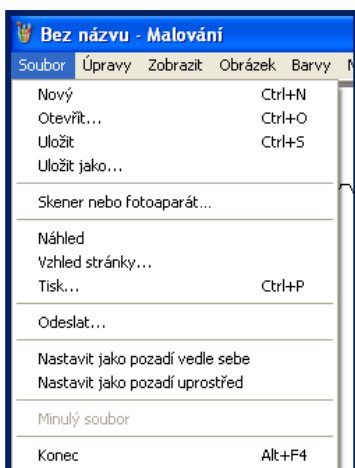 Bez názvu - Malování
Soubor Úpravy Zobrazit Obrázek Barvy
Nový Ctrl+N
Otevřít... Ctrl+O
Uložit Ctrl+S
Uložit jako...
Skener nebo fotoaparát...
Náhled
Vzhled stránky...
Tisk... Ctrl+P
Odeslat...
Nastavit jako pozadí vedle sebe
Nastavit jako pozadí uprostřed
Minulý soubor
Konec Alt+F4